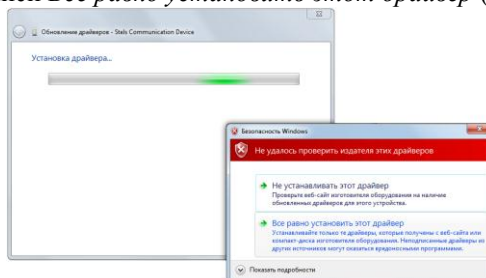 Все равно установить этот драйвер (
Обновление драйверов - Stels Communication Device
Установка драйвера...
Безопасность Windows
Не удалось проверить издателя этих драйверов
Не устанавливать этот драйвер
Проверьте веб-сайт изготовителя оборудования на наличие
обновленных драйверов для этого устройства.
Все равно установить этот драйвер
Устанавливайте только те драйверы, которые получены с веб-сайта или
компакт-диска изготовителя оборудования. Неподписанные драйверы из
других источников могут оказаться вредоносными программами.
Показать подробности